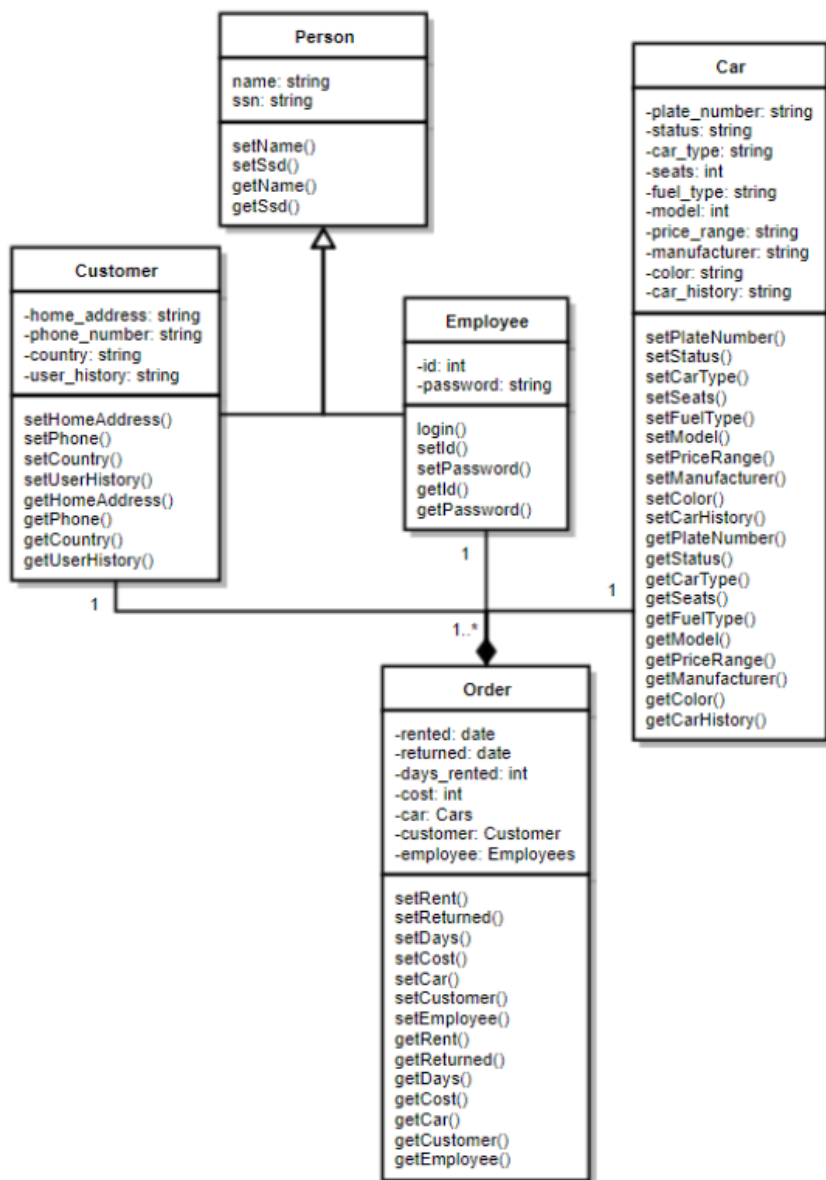 Person
name: string
ssn: string
setName()
setSsd()
getName()
getSsd()
Car
-plate_number: string
-status: string
-car_type: string
-seats: int
-fuel_type: string
-model: int
-price_range: string
-manufacturer: string
-color: string
-car_history: string
setPlateNumber()
setStatus()
setCarType()
setSeats()
setFuelType()
setModel()
setPriceRange()
setManufacturer()
setColor()
setCarHistory()
getPlateNumber()
getStatus()
getCarType()
getSeats()
getFuelType()
getModel()
getPriceRange()
getManufacturer()
getColor()
getCarHistory()
Customer
-home_address: string
-phone_number: string
-country: string
-user_history: string
setHomeAddress()
setPhone()
setCountry()
setUserHistory()
getHomeAddress()
getPhone()
getCountry()
getUserHistory()
Employee
-id: int
-password: string
login()
setId()
setPassword()
getId()
getPassword()
1
1
1
1..*
Order
-rented: date
-returned: date
-days_rented: int
-cost: int
-car: Cars
-customer: Customer
-employee: Employees
setRent()
setReturned()
setDays()
setCost()
setCar()
setCustomer()
setEmployee()
getRent()
getReturned()
getDays()
getCost()
getCar()
getCustomer()
getEmployee()